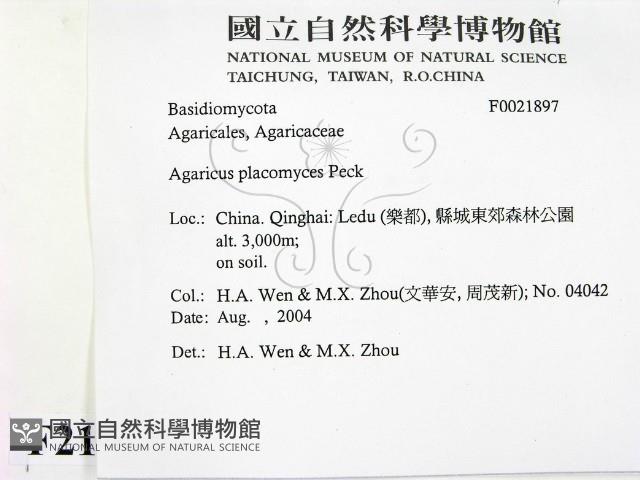 國立自然科學博物館
NATIONAL MUSEUM OF NATURAL SCIENCE
TAICHUNG, TAIWAN, R.O.CHINA
Basidiomycota F0021897
Agaricales, Agaricaceae
Agaricus placomyces Peck
Loc.: China. Qinghai: Ledu (樂都), 縣城東郊森林公園
alt. 3,000m;
on soil.
Col.: H.A. Wen & M.X. Zhou(文華安, 周茂新); No. 04042
Date: Aug. , 2004
Det.: H.A. Wen & M.X. Zhou
國立自然科學博物館
NATIONAL MUSEUM OF NATURAL SCIENCE